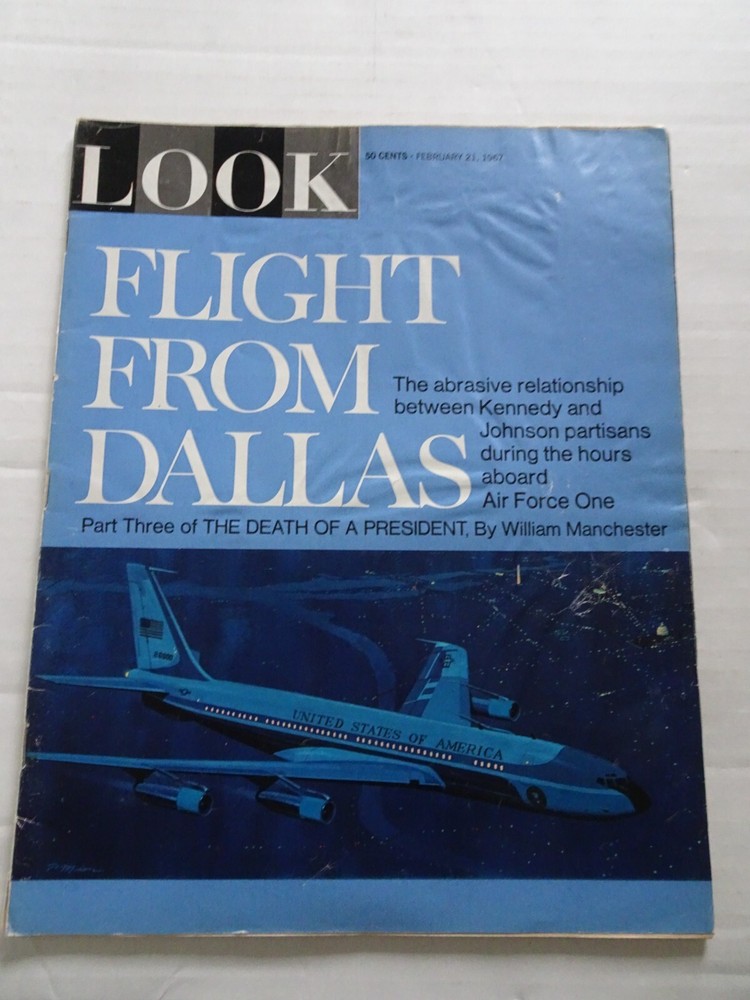 LOOK
50 CENTS · FEBRUARY 21, 1967
FLIGHT
FROM
DALLAS
The abrasive relationship
between Kennedy and
Johnson partisans
during the hours
aboard
Air Force One
Part Three of THE DEATH OF A PRESIDENT, By William Manchester
UNITED STATES OF AMERICA